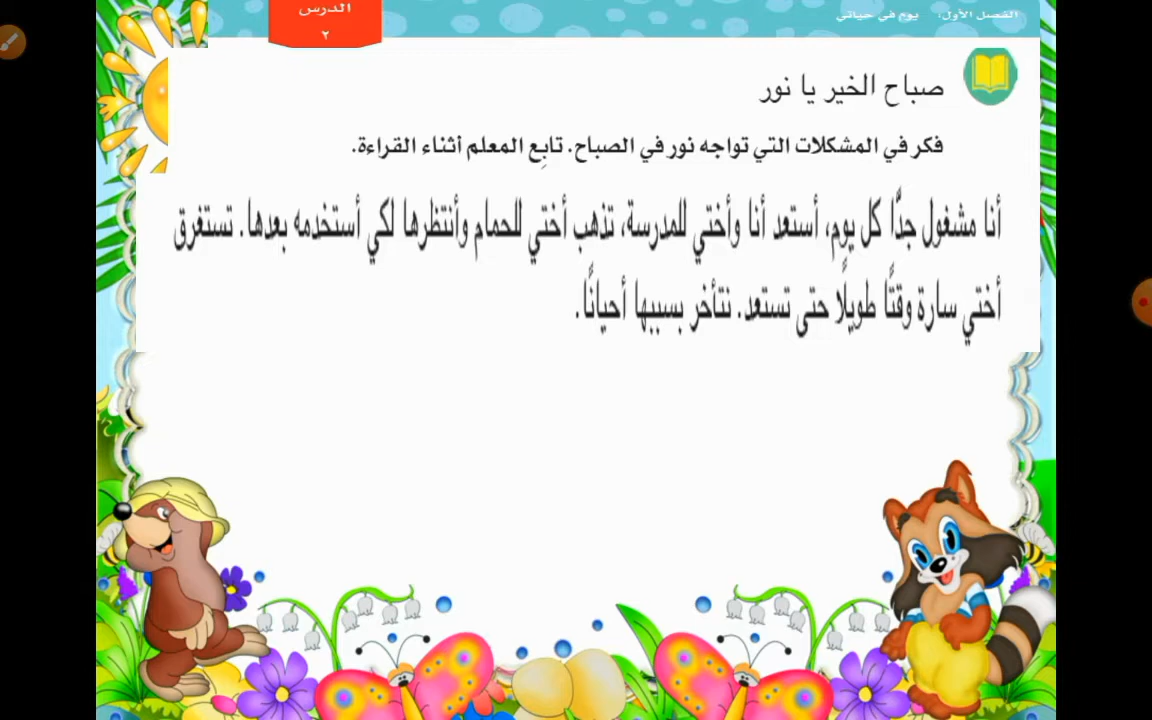 الفصل الأول: يوم في حياتي
الدرس
٢
صباح الخير يا نور
فكر في المشكلات التي تواجه نور في الصباح. تابِع المعلم أثناء القراءة.
أنا مشغول جدًّا كل يوم، أستعد أنا وأختي للمدرسة، تذهب أختي للحمام وأنتظرها لكي أستخدمه بعدها. تستغرق
أختي سارة وقتًا طويلًا حتى تستعد. نتأخر بسببها أحيانًا.